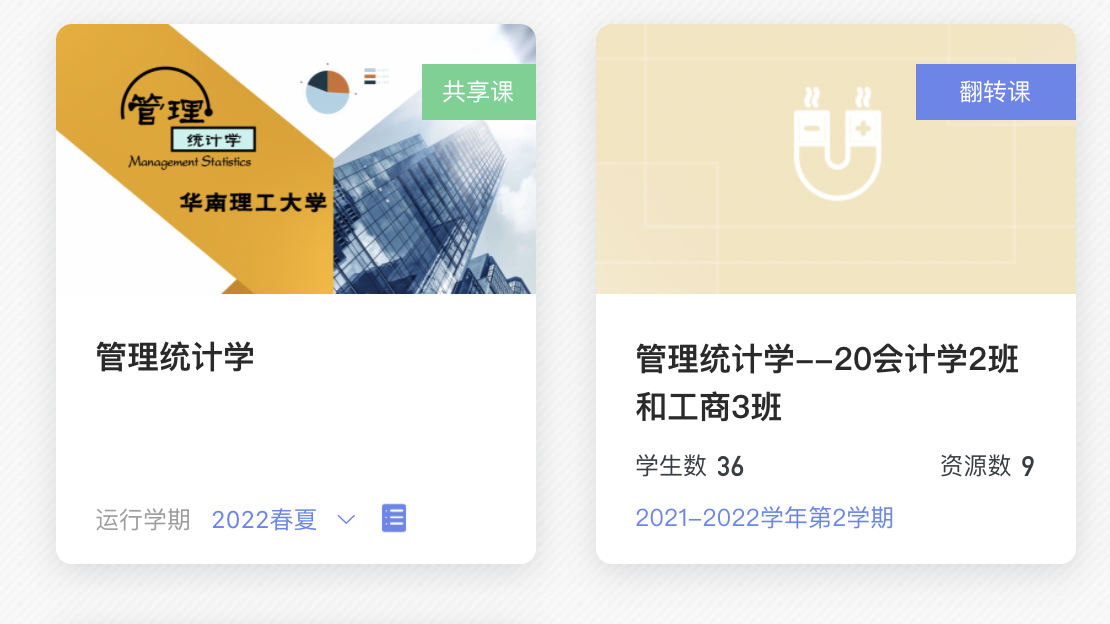 共享课
管理
统计学
Management Statistics
华南理工大学
管理统计学
运行学期 2022春夏
翻转课
管理统计学--20会计学2班
和工商3班
学生数 36 资源数 9
2021-2022学年第2学期